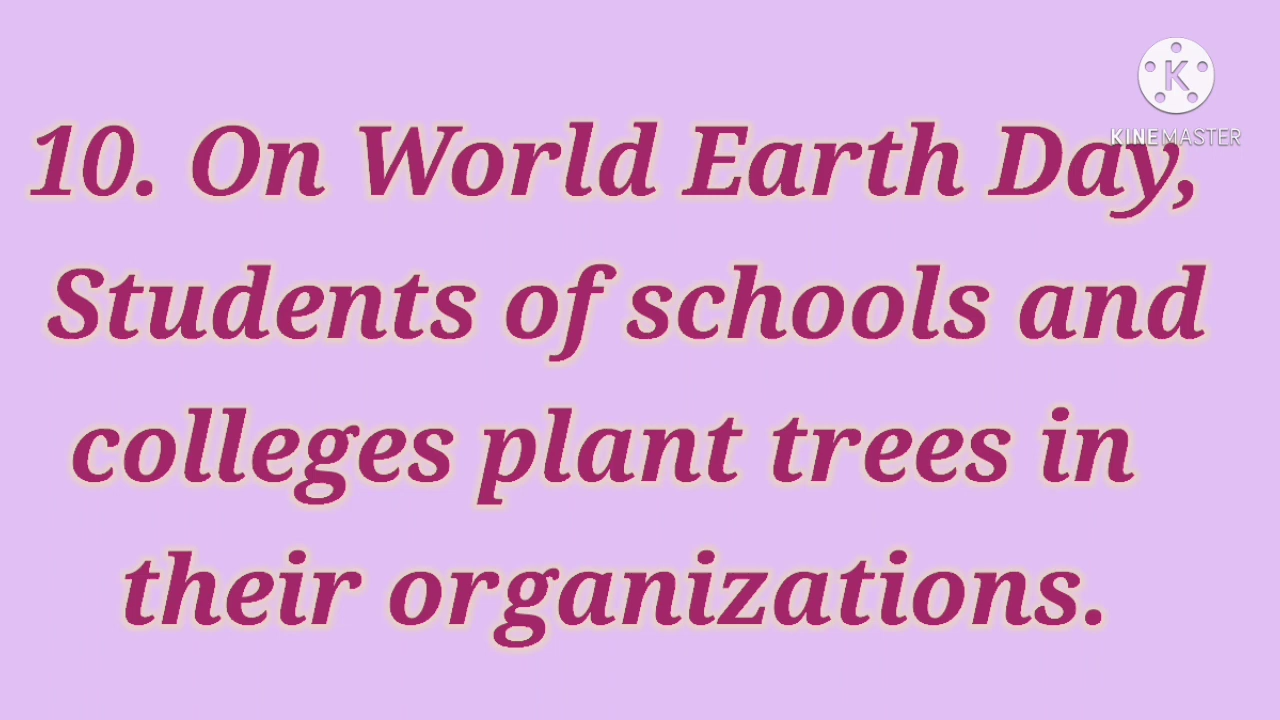 K
KINEMASTER
10. On World Earth Day,
Students of schools and
colleges plant trees in
their organizations.